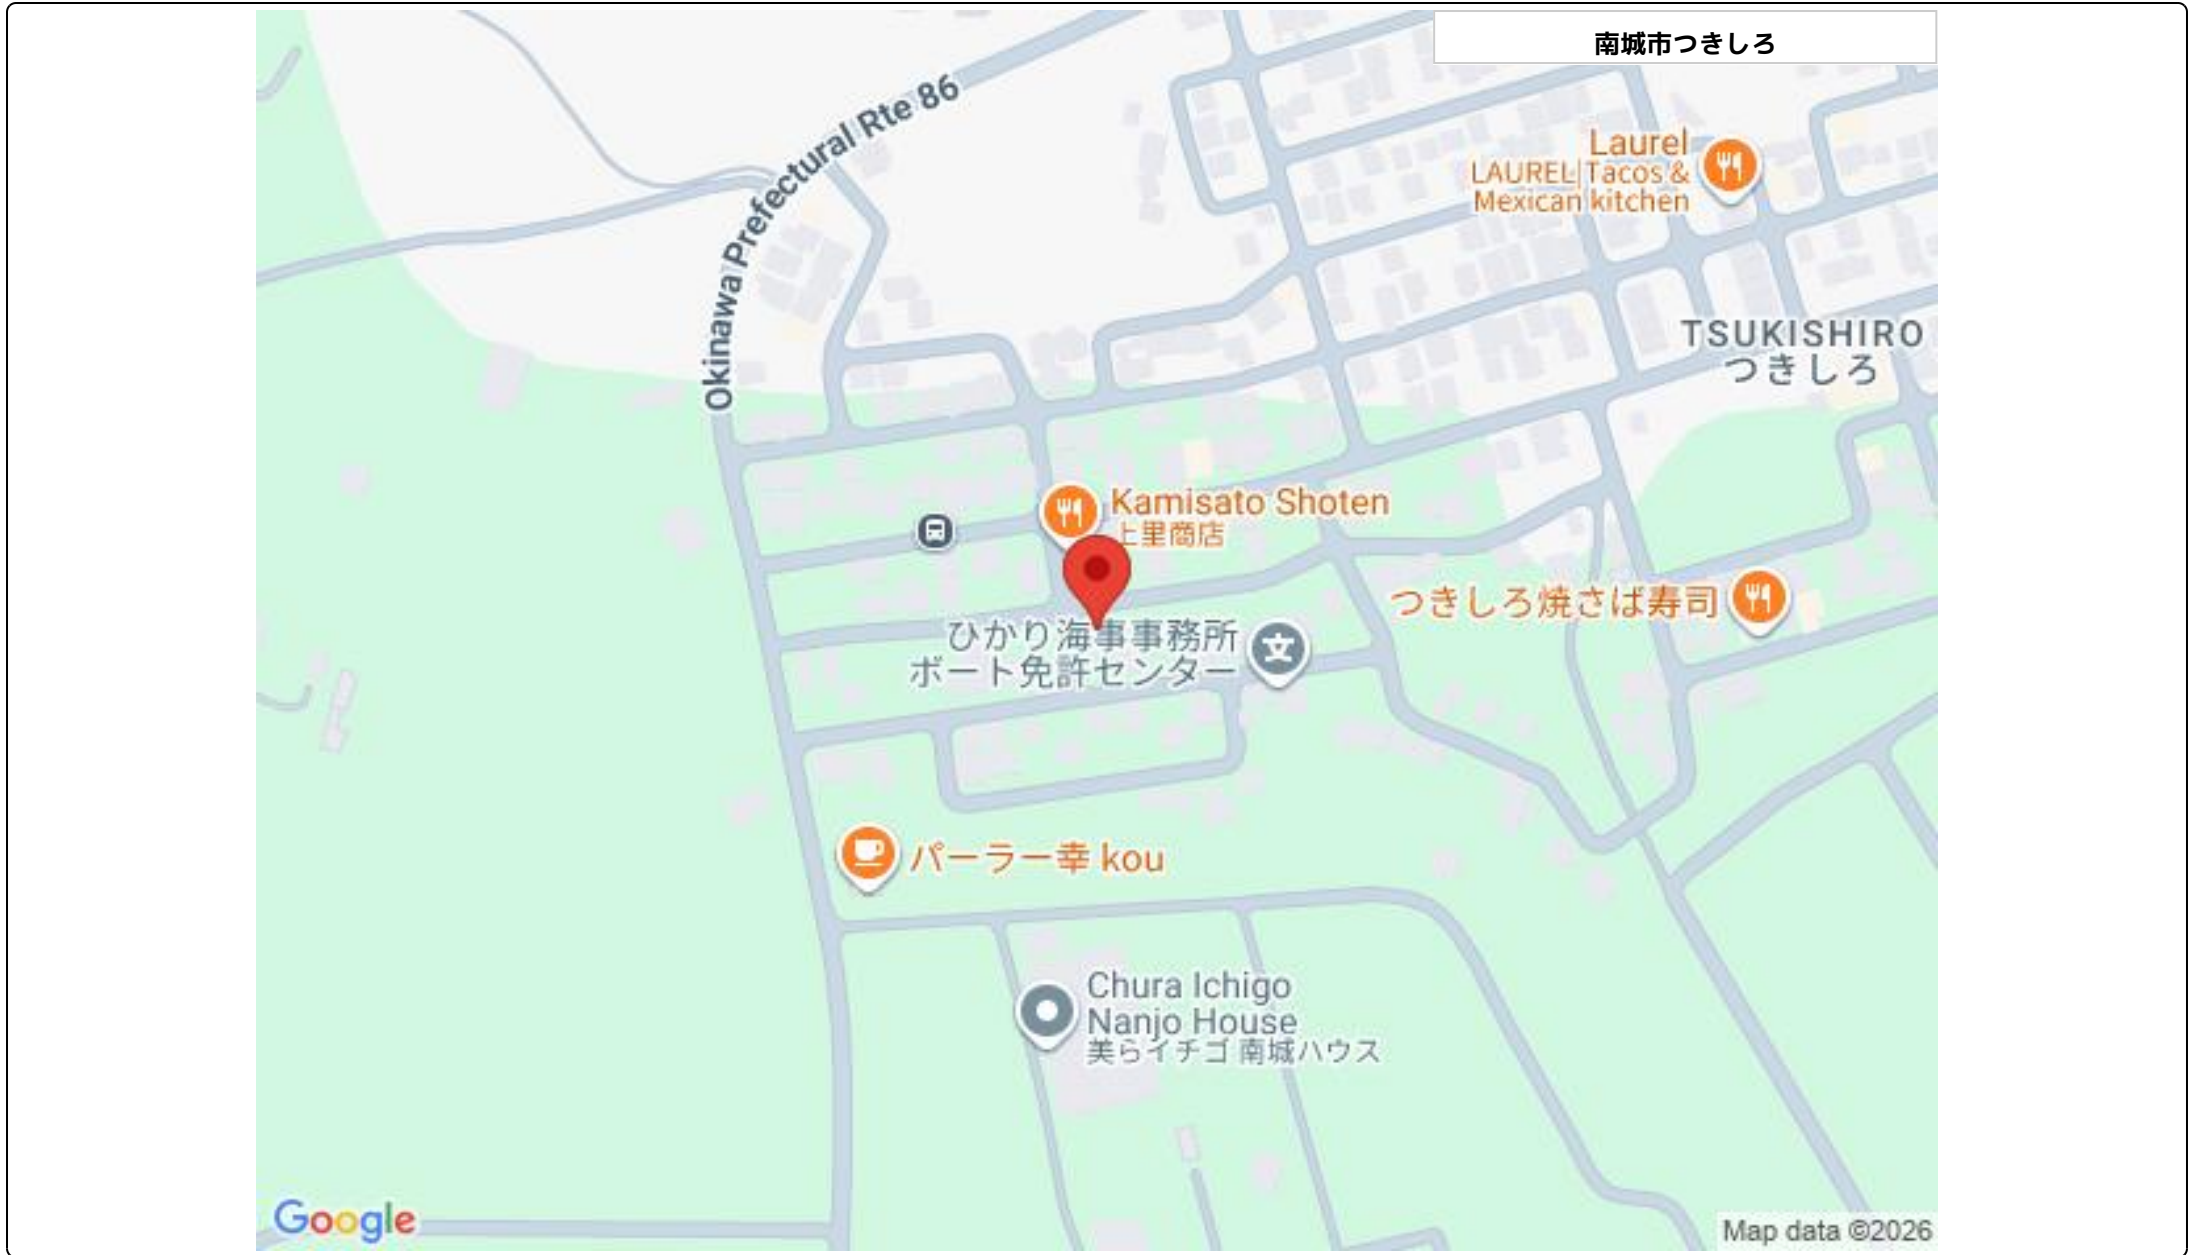 南城市つきしろ
Okinawa Prefectural Rte 86
Laurel
LAUREL|Tacos &
Mexican kitchen
TSUKISHIRO
つきしろ
Kamisato Shoten
上里商店
つきしろ焼さば寿司
ひかり海事事務所
ボート免許センター
文
パーラー幸 kou
Chura Ichigo
Nanjo House
美らイチゴ 南城ハウス
Google
Map data ©2026